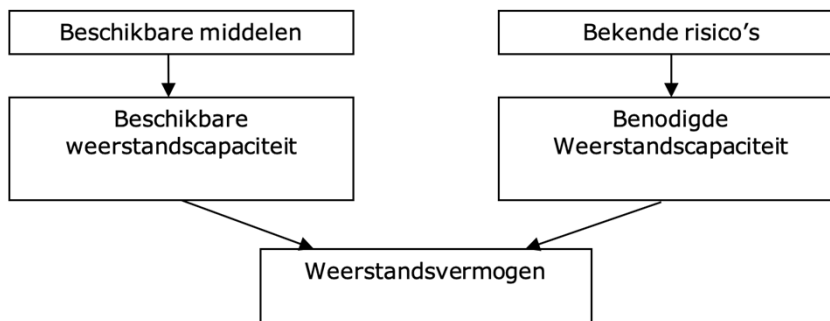 Beschikbare middelen
Bekende risico's
Beschikbare
weerstandscapaciteit
Benodigde
Weerstandscapaciteit
Weerstandsvermogen